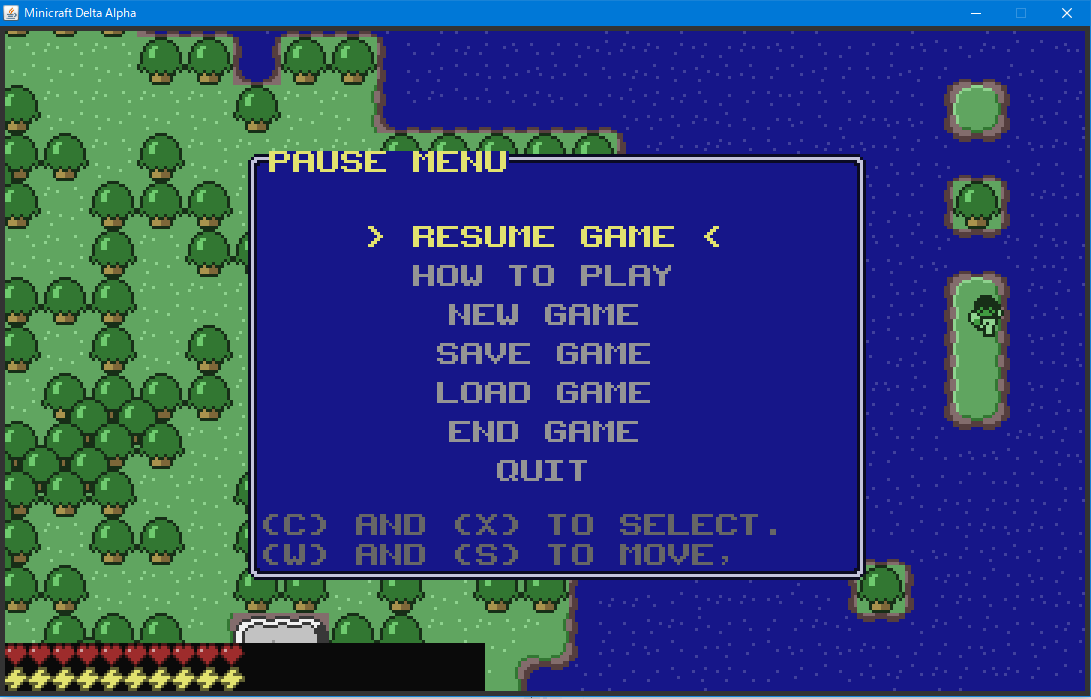 Minicraft Delta Alpha
PAUSE MENU
> RESUME GAME <
HOW TO PLAY
NEW GAME
SAVE GAME
LOAD GAME
END GAME
QUIT
(C) AND (X) TO SELECT.
(W) AND (S) TO MOVE,